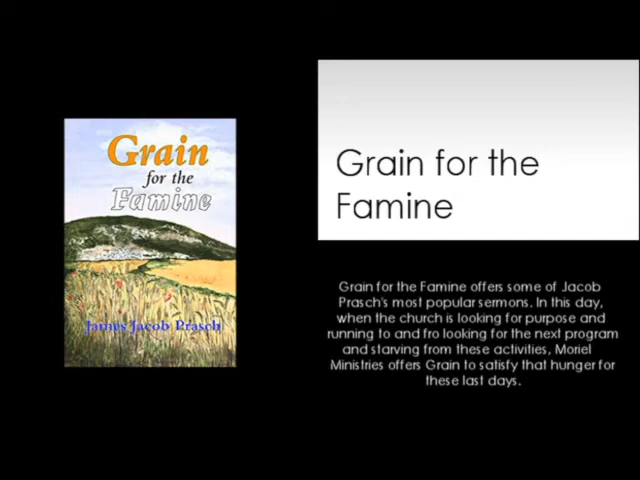 Grain
for the
Famine
James Jacob Prasch
Grain for the
Famine
Grain for the Famine offers some of Jacob
Prasch's most popular sermons. In this day,
when the church is looking for purpose and
running to and fro looking for the next program
and starving from these activities, Moriel
Ministries offers Grain to satisfy that hunger for
these last days.